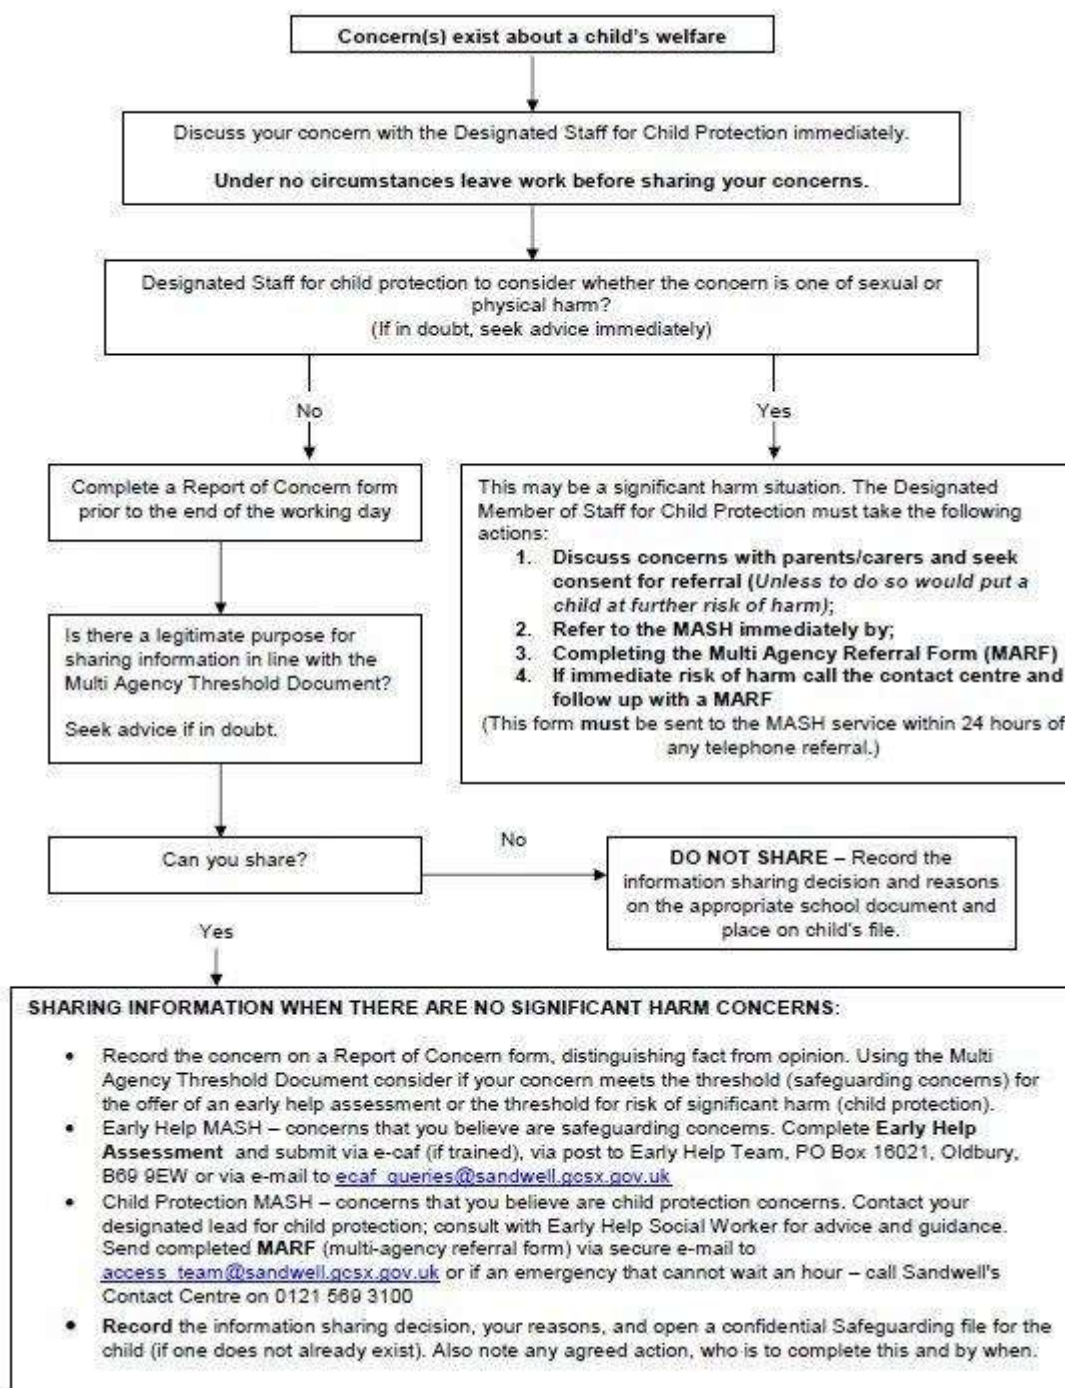 Concern(s) exist about a child's welfare
Discuss your concern with the Designated Staff for Child Protection immediately.
Under no circumstances leave work before sharing your concerns.
Designated Staff for child protection to consider whether the concern is one of sexual or
physical harm?
(If in doubt, seek advice immediately)
No
Yes
Complete a Report of Concern form
prior to the end of the working day
This may be a significant harm situation. The Designated
Member of Staff for Child Protection must take the following
actions:
1. Discuss concerns with parents/carers and seek
consent for referral (Unless to do so would put a
child at further risk of harm);
2. Refer to the MASH immediately by;
3. Completing the Multi Agency Referral Form (MARF)
4. If immediate risk of harm call the contact centre and
follow up with a MARF
(This form must be sent to the MASH service within 24 hours of
any telephone referral.)
Is there a legitimate purpose for
sharing information in line with the
Multi Agency Threshold Document?
Seek advice if in doubt.
Can you share?
No
DO NOT SHARE – Record the
information sharing decision and reasons
on the appropriate school document and
place on child's file.
Yes
SHARING INFORMATION WHEN THERE ARE NO SIGNIFICANT HARM CONCERNS:
• Record the concern on a Report of Concern form, distinguishing fact from opinion. Using the Multi
Agency Threshold Document consider if your concern meets the threshold (safeguarding concerns) for
the offer of an early help assessment or the threshold for risk of significant harm (child protection).
• Early Help MASH – concerns that you believe are safeguarding concerns. Complete Early Help
Assessment and submit via e-caf (if trained), via post to Early Help Team, PO Box 16021, Oldbury,
B69 9EW or via e-mail to ecaf_queries@sandwell.gcsx.gov.uk
• Child Protection MASH – concerns that you believe are child protection concerns. Contact your
designated lead for child protection; consult with Early Help Social Worker for advice and guidance.
Send completed MARF (multi-agency referral form) via secure e-mail to
access_team@sandwell.gcsx.gov.uk or if an emergency that cannot wait an hour – call Sandwell's
Contact Centre on 0121 569 3100
• Record the information sharing decision, your reasons, and open a confidential Safeguarding file for the
child (if one does not already exist). Also note any agreed action, who is to complete this and by when.